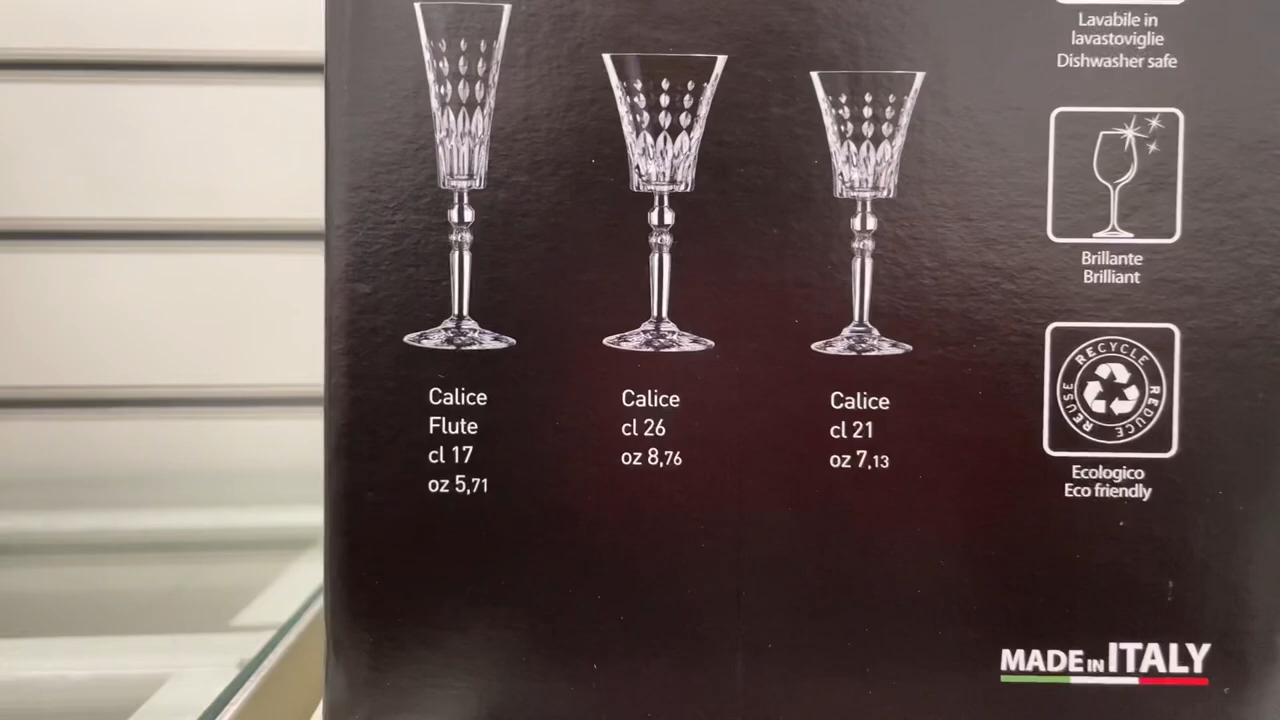 Lavabile in
lavastoviglie
Dishwasher safe
Brillante
Brilliant
RECYCLE
REDUCE
REUSE
Ecologico
Eco friendly
Calice
Flute
cl 17
oz 5,71
Calice
cl 26
oz 8,76
Calice
cl 21
oz 7,13
MADE IN ITALY